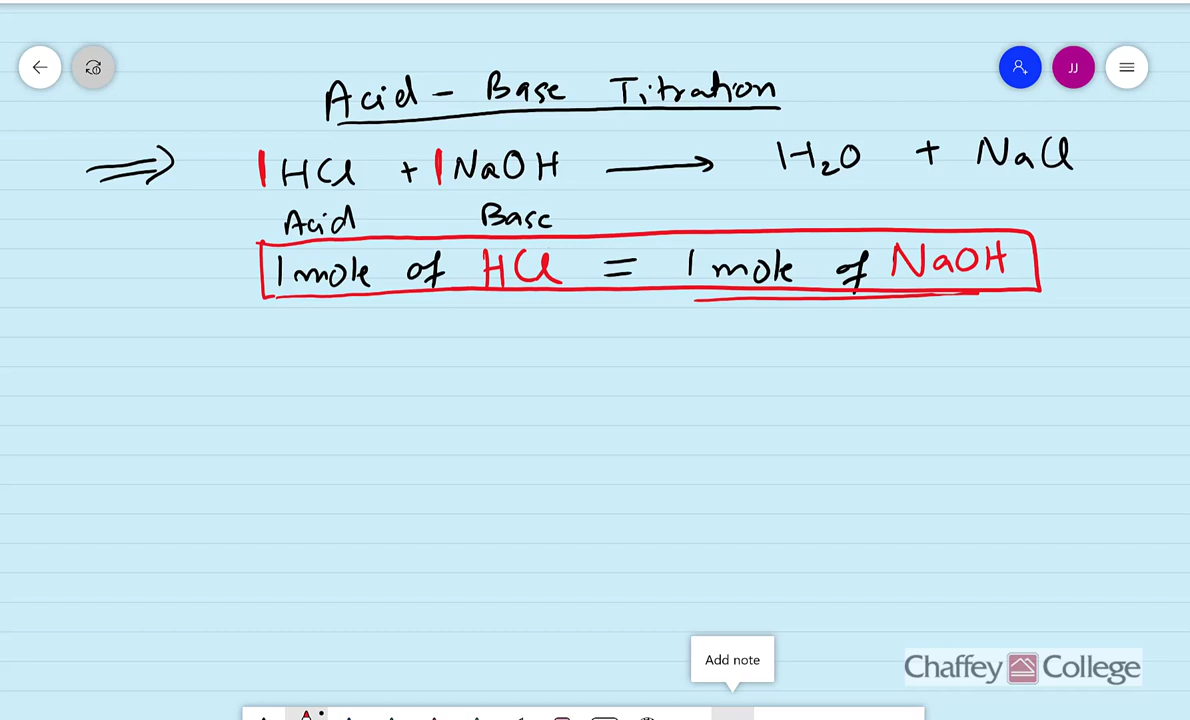 JJ
Acid - Base Titration
⇒ 1 HCl + 1 NaOH ⟶ H₂O + NaCl
Acid Base
1 mole of HCl = 1 mole of NaOH
Add note
Chaffey College